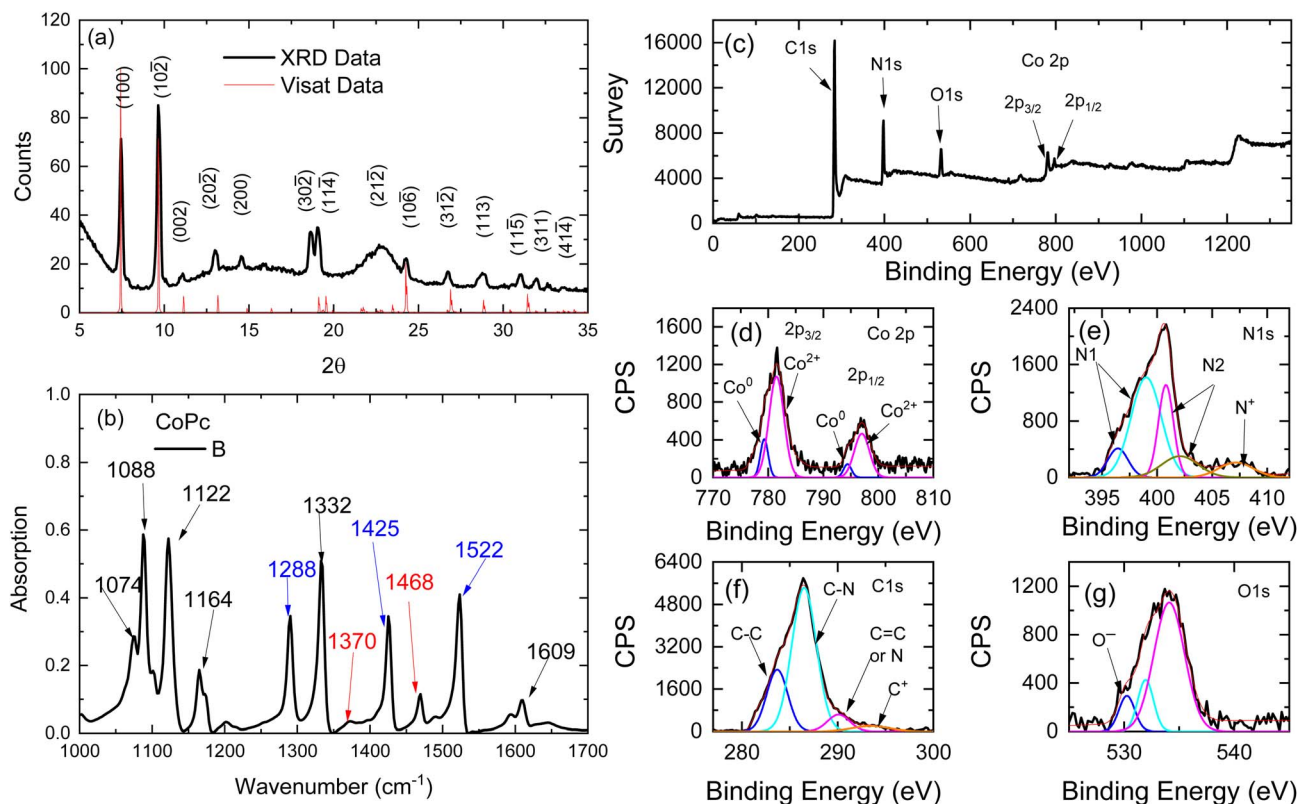 (a)
XRD Data
Visat Data
(100)
(102̄)
(002)
(202̄)
(200)
(302̄)
(114̄)
(212̄)
(106̄)
(312̄)
(113)
(115̄)
(311)
(414̄)
Counts
0
20
40
60
80
100
120
5
10
15
20
25
30
35
2θ
(b)
CoPc
B
1074
1088
1122
1164
1288
1332
1370
1425
1468
1522
1609
Absorption
0.0
0.2
0.4
0.6
0.8
1.0
1000
1100
1200
1300
1400
1500
1600
1700
Wavenumber (cm⁻¹)
(c)
C1s
N1s
O1s
Co 2p
2p₃/₂
2p₁/₂
Survey
0
4000
8000
12000
16000
0
200
400
600
800
1000
1200
Binding Energy (eV)
(d)
2p₃/₂
Co 2p
Co²⁺
Co⁰
2p₁/₂
Co⁰
Co²⁺
CPS
0
400
800
1200
1600
770
780
790
800
810
Binding Energy (eV)
(e)
N1s
N1
N2
N⁺
CPS
0
800
1600
2400
395
400
405
410
Binding Energy (eV)
(f)
C1s
C-N
C-C
C=C
or N
C⁺
CPS
0
1600
3200
4800
6400
280
290
300
Binding Energy (eV)
(g)
O1s
O⁻
CPS
0
400
800
1200
530
540
Binding Energy (eV)